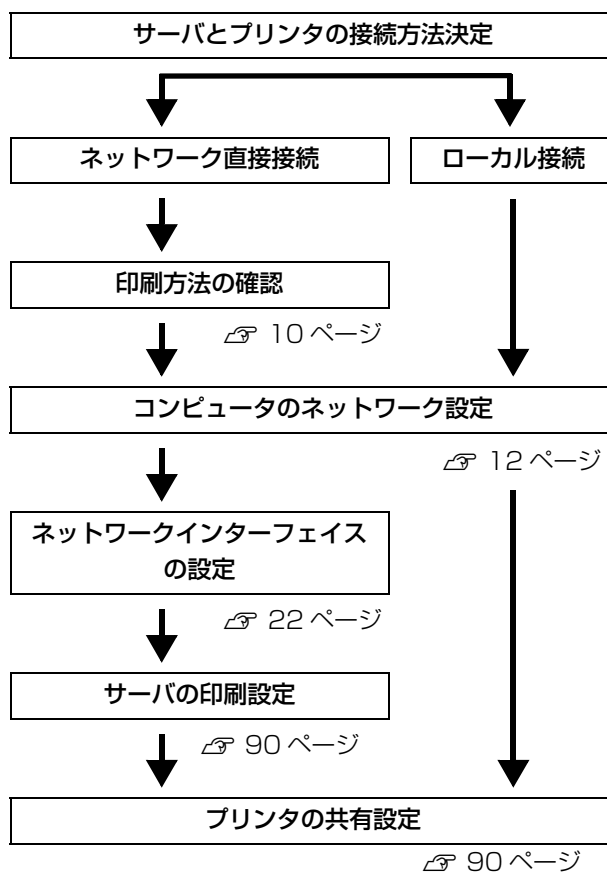 サーバとプリンタの接続方法決定
ネットワーク直接接続
ローカル接続
印刷方法の確認
10 ページ
コンピュータのネットワーク設定
12 ページ
ネットワークインターフェイス
の設定
22 ページ
サーバの印刷設定
90 ページ
プリンタの共有設定
90 ページ